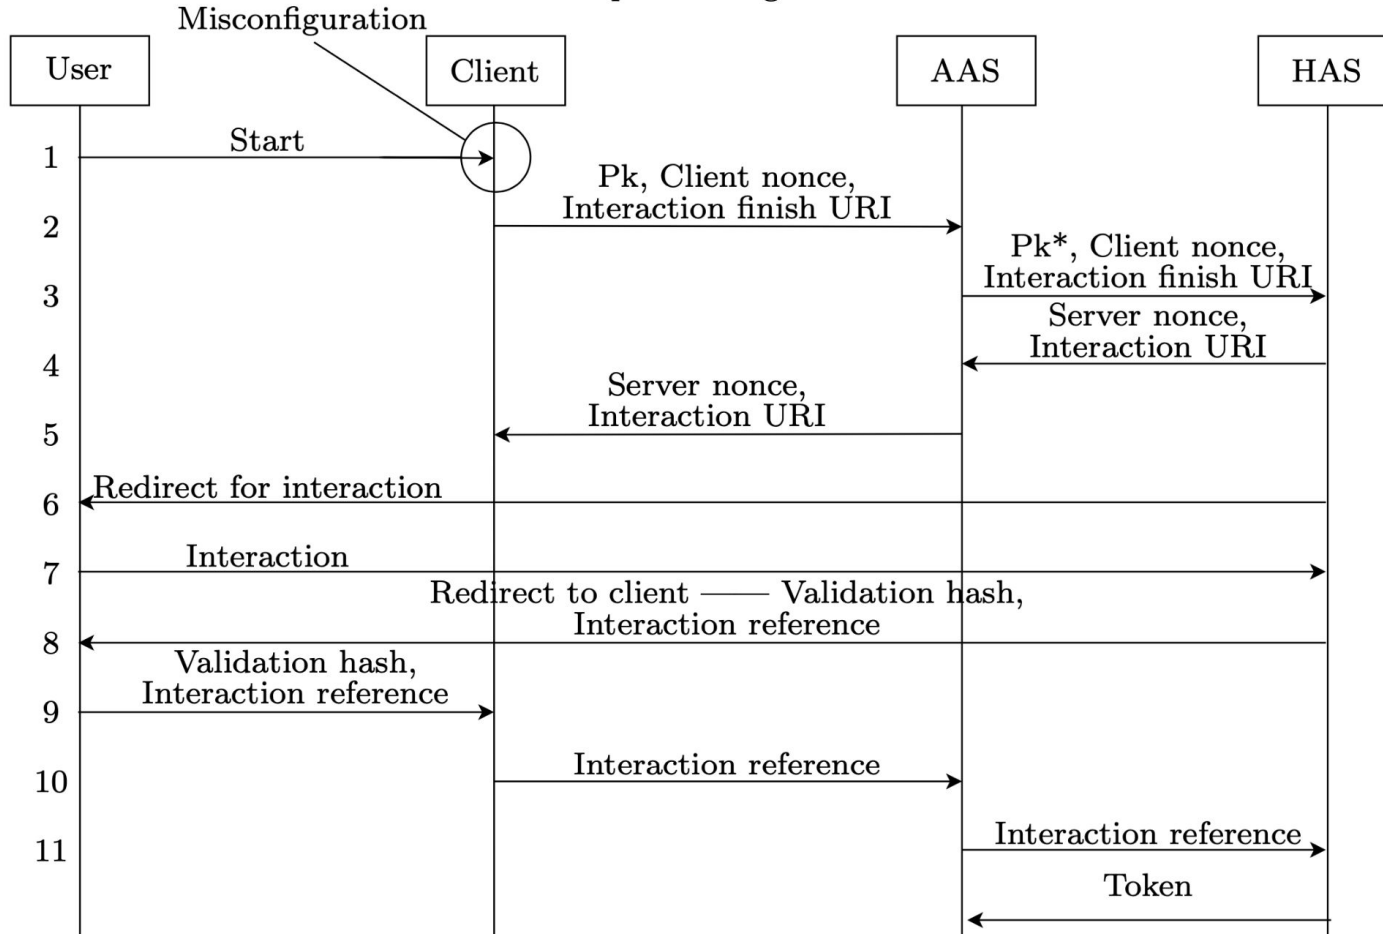 Misconfiguration
User
Client
AAS
HAS
1
Start
Pk, Client nonce,
Interaction finish URI
2
Pk*, Client nonce,
Interaction finish URI
3
Server nonce,
Interaction URI
4
Server nonce,
Interaction URI
5
Redirect for interaction
6
Interaction
7
Redirect to client —— Validation hash,
Interaction reference
8
Validation hash,
Interaction reference
9
Interaction reference
10
Interaction reference
11
Token